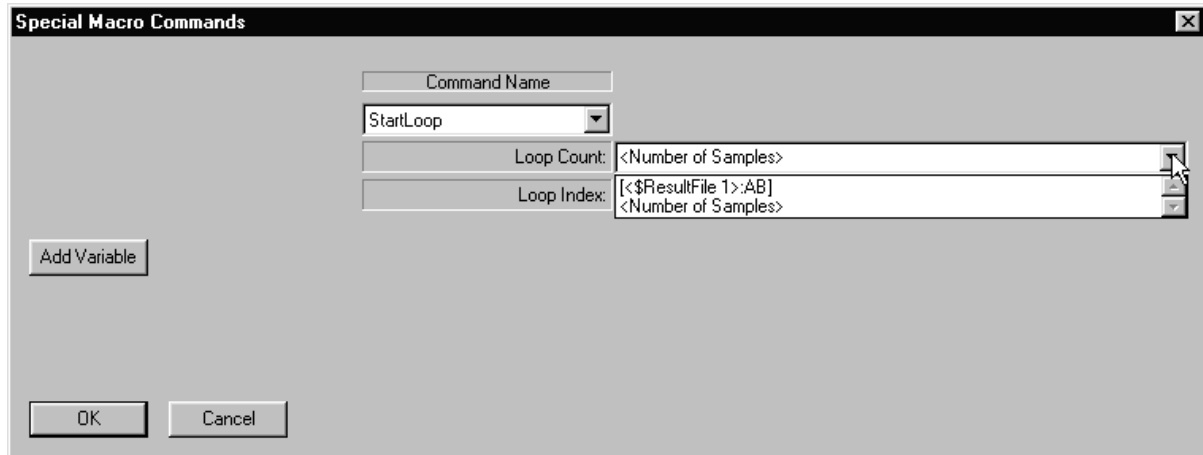 Special Macro Commands
Command Name
StartLoop
Loop Count: <Number of Samples>
[<$ResultFile 1>:AB]
Loop Index: <Number of Samples>
Add Variable
OK Cancel